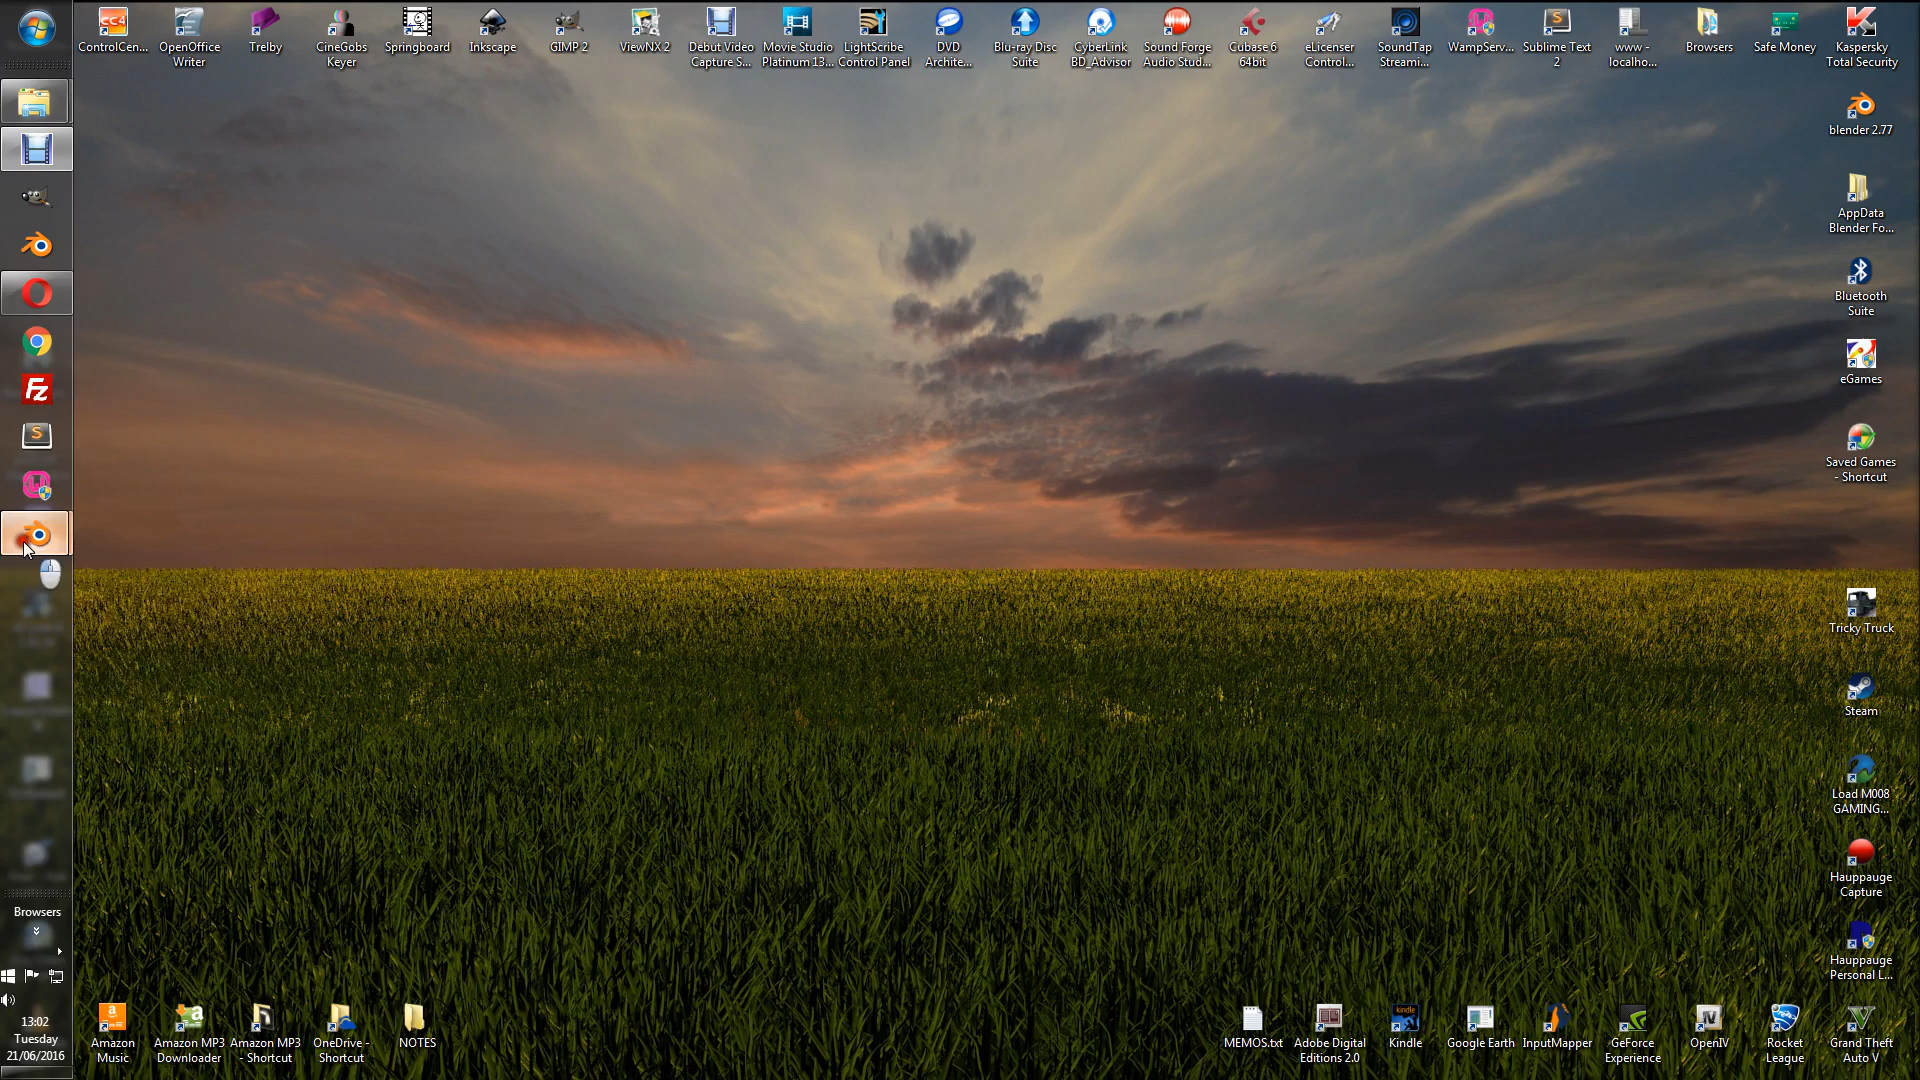 ControlCen...
OpenOffice
Writer
Trelby
CineGobs
Keyer
Springboard
Inkscape
GIMP 2
ViewNX 2
Debut Video
Capture S...
Movie Studio
Platinum 13...
LightScribe
Control Panel
DVD
Archite...
Blu-ray Disc
Suite
CyberLink
BD_Advisor
Sound Forge
Audio Stud...
Cubase 6
64bit
eLicenser
Control...
SoundTap
Streami...
WampServ...
Sublime Text
2
www -
localho...
Browsers
Safe Money
Kaspersky
Total Security
blender 2.77
AppData
Blender Fo...
Bluetooth
Suite
eGames
Saved Games
- Shortcut
Tricky Truck
Steam
Load M008
GAMING...
Hauppauge
Capture
Hauppauge
Personal L...
Browsers
13:02
Tuesday
21/06/2016
Amazon
Music
Amazon MP3
Downloader
Amazon MP3
- Shortcut
OneDrive -
Shortcut
NOTES
MEMOS.txt
Adobe Digital
Editions 2.0
Kindle
Google Earth
InputMapper
GeForce
Experience
OpenIV
Rocket
League
Grand Theft
Auto V